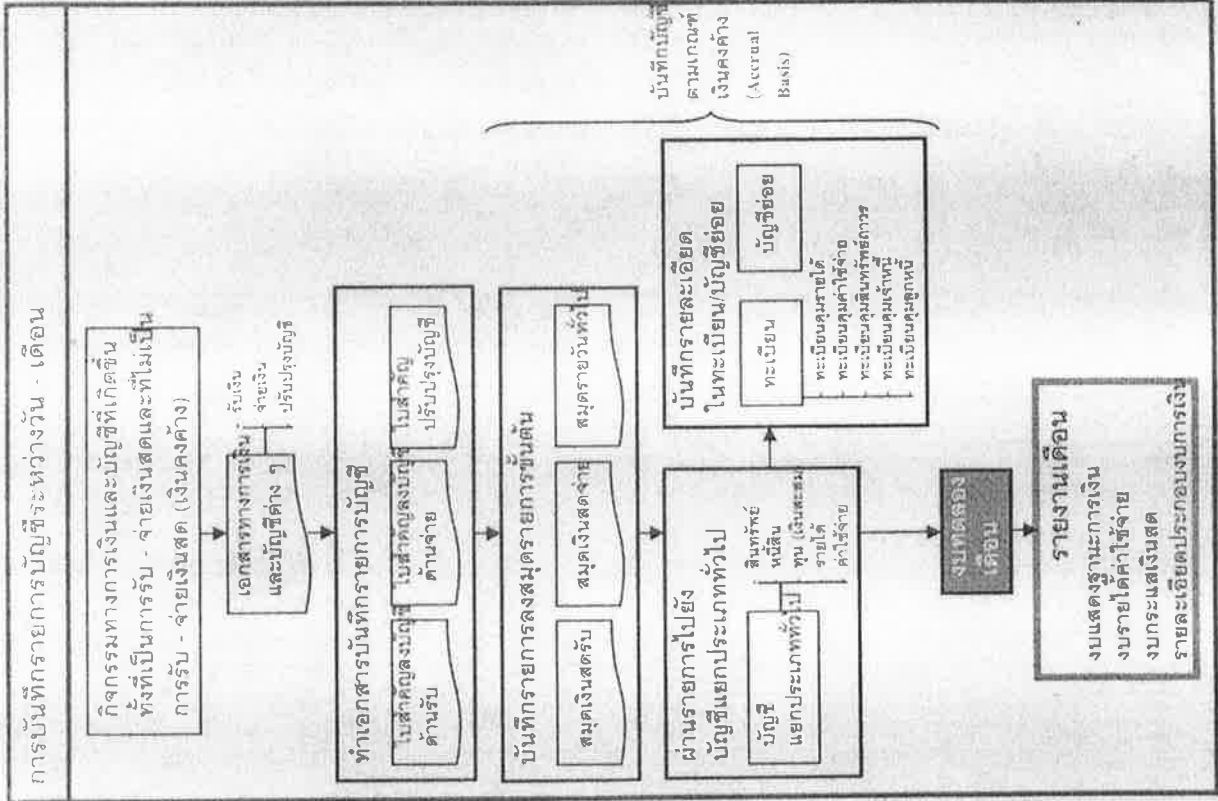 การบันทึกรายการบัญชีระหว่างวัน - เดือน
กิจกรรมทางการเงินและบัญชีที่เกิดขึ้น
ทั้งที่เป็นการรับ - จ่ายเงินสดและที่ไม่เป็น
การรับ - จ่ายเงินสด (เงินคงค้าง)
เอกสารทางการเงิน
และบัญชีต่าง ๆ
รับเงิน
จ่ายเงิน
ปรับปรุงบัญชี
ทำเอกสารบันทึกรายการบัญชี
ใบสำคัญลงบัญชี
ด้านรับ
ใบสำคัญลงบัญชี
ด้านจ่าย
ใบสำคัญ
ปรับปรุงบัญชี
บันทึกรายการลงสมุดรายการขั้นต้น
สมุดเงินสดรับ
สมุดเงินสดจ่าย
สมุดรายวันทั่วไป
ผ่านรายการไปยัง
บัญชีแยกประเภททั่วไป
บัญชี
แยกประเภททั่วไป
สินทรัพย์
หนี้สิน
ทุน (เงินสะสม
รายได้
ค่าใช้จ่าย
บันทึกรายละเอียด
ในทะเบียน/บัญชีย่อย
ทะเบียน
บัญชีย่อย
ทะเบียนคุมรายได้
ทะเบียนคุมค่าใช้จ่าย
ทะเบียนคุมสินทรัพย์ถาวร
ทะเบียนคุมเจ้าหนี้
ทะเบียนคุมลูกหนี้
บันทึกบัญชี
ตามเกณฑ์
เงินคงค้าง
(Accrual
Basis)
งบทดลอง
เดือน
รายงานเดือน
งบแสดงฐานะการเงิน
งบรายได้ค่าใช้จ่าย
งบกระแสเงินสด
รายละเอียดประกอบงบการเงิน